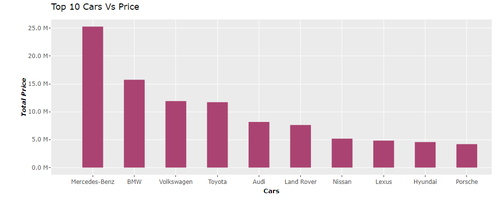 Top 10 Cars Vs Price
25.0 M
20.0 M
15.0 M
10.0 M
5.0 M
0.0 M
Total Price
Mercedes-Benz BMW Volkswagen Toyota Audi Land Rover Nissan Lexus Hyundai Porsche
Cars